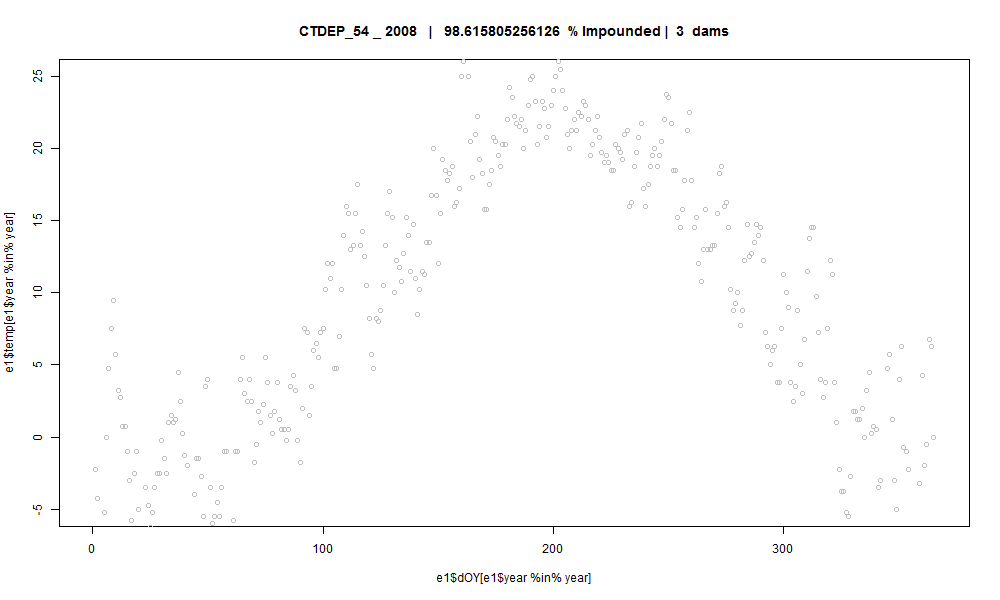 CTDEP_54 _ 2008 | 98.615805256126 % Impounded | 3 dams
25
20
15
10
5
0
-5
e1$temp[e1$year %in% year]
0 100 200 300
e1$dOY[e1$year %in% year]